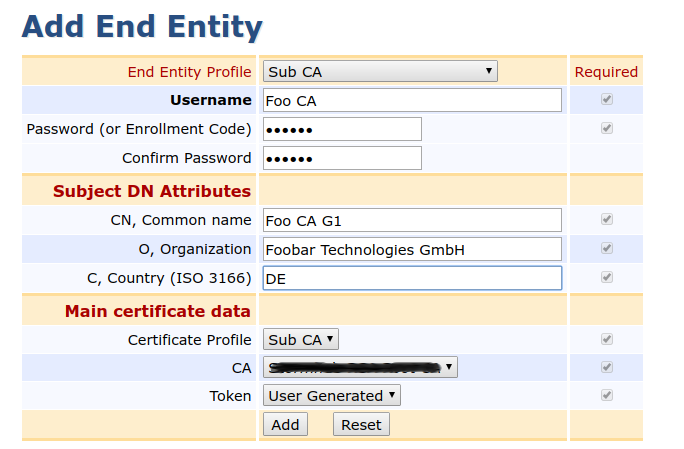 Add End Entity
End Entity Profile Sub CA Required
Username Foo CA
Password (or Enrollment Code) ••••••
Confirm Password ••••••
Subject DN Attributes
CN, Common name Foo CA G1
O, Organization Foobar Technologies GmbH
C, Country (ISO 3166) DE
Main certificate data
Certificate Profile Sub CA
CA
Token User Generated
Add Reset